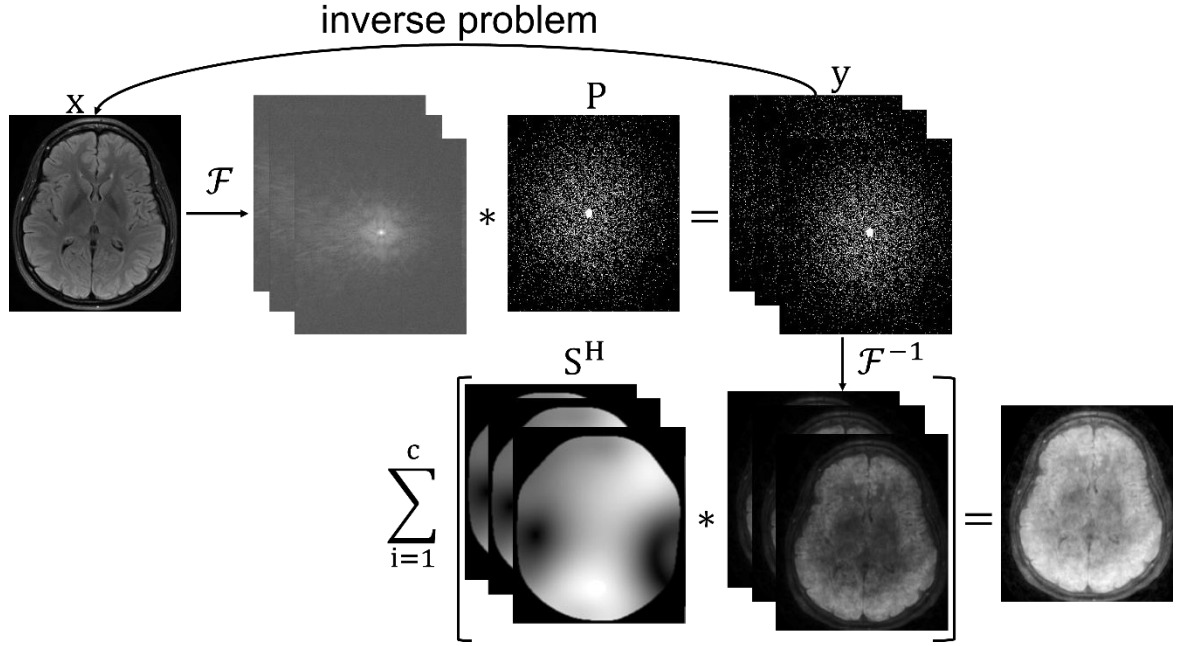 inverse problem
x
P
y
ℱ
*
=
S^H
ℱ^{-1}
c
∑
i=1
*
=